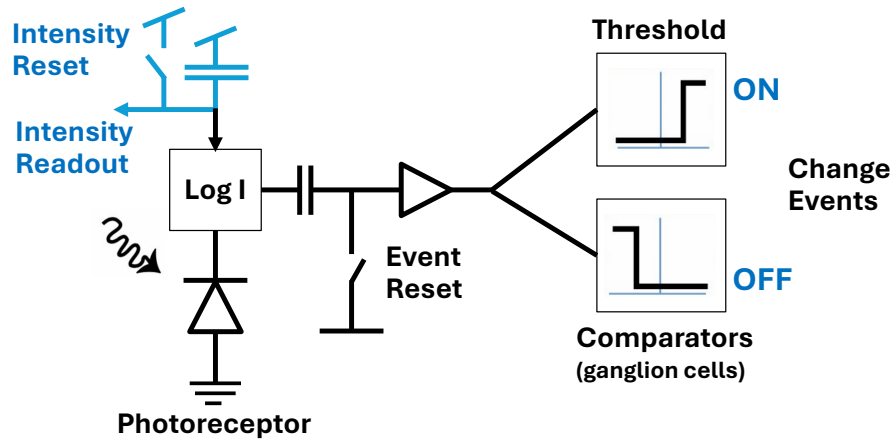 Intensity
Reset
Intensity
Readout
Log I
Event
Reset
Photoreceptor
Threshold
ON
OFF
Comparators
(ganglion cells)
Change
Events